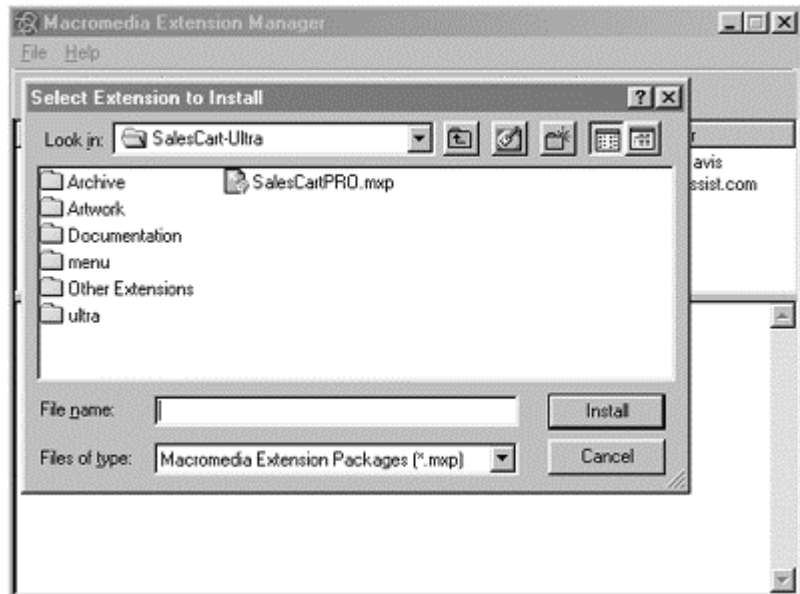 Macromedia Extension Manager
File Help
Select Extension to Install
Look in: SalesCart-Ultra
r
Archive SalesCartPRO.mxp
avis
Artwork
ssist.com
Documentation
menu
Other Extensions
ultra
File name: Install
Files of type: Macromedia Extension Packages (*.mxp) Cancel